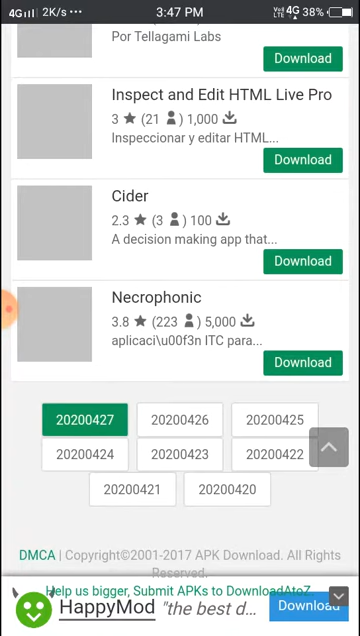 4G 2K/s ••• 3:47 PM VoLTE 4G 38%
Por Tellagami Labs
Download
Inspect and Edit HTML Live Pro
3 ★ (21 ) 1,000
Inspeccionar y editar HTML...
Download
Cider
2.3 ★ (3 ) 100
A decision making app that...
Download
Necrophonic
3.8 ★ (223 ) 5,000
aplicaci\u00f3n ITC para...
Download
20200427 20200426 20200425
20200424 20200423 20200422
20200421 20200420
DMCA | Copyright©2001-2017 APK Download. All Rights
Reserved.
Help us bigger, Submit APKs to DownloadAtoZ.
HappyMod "the best d... Download